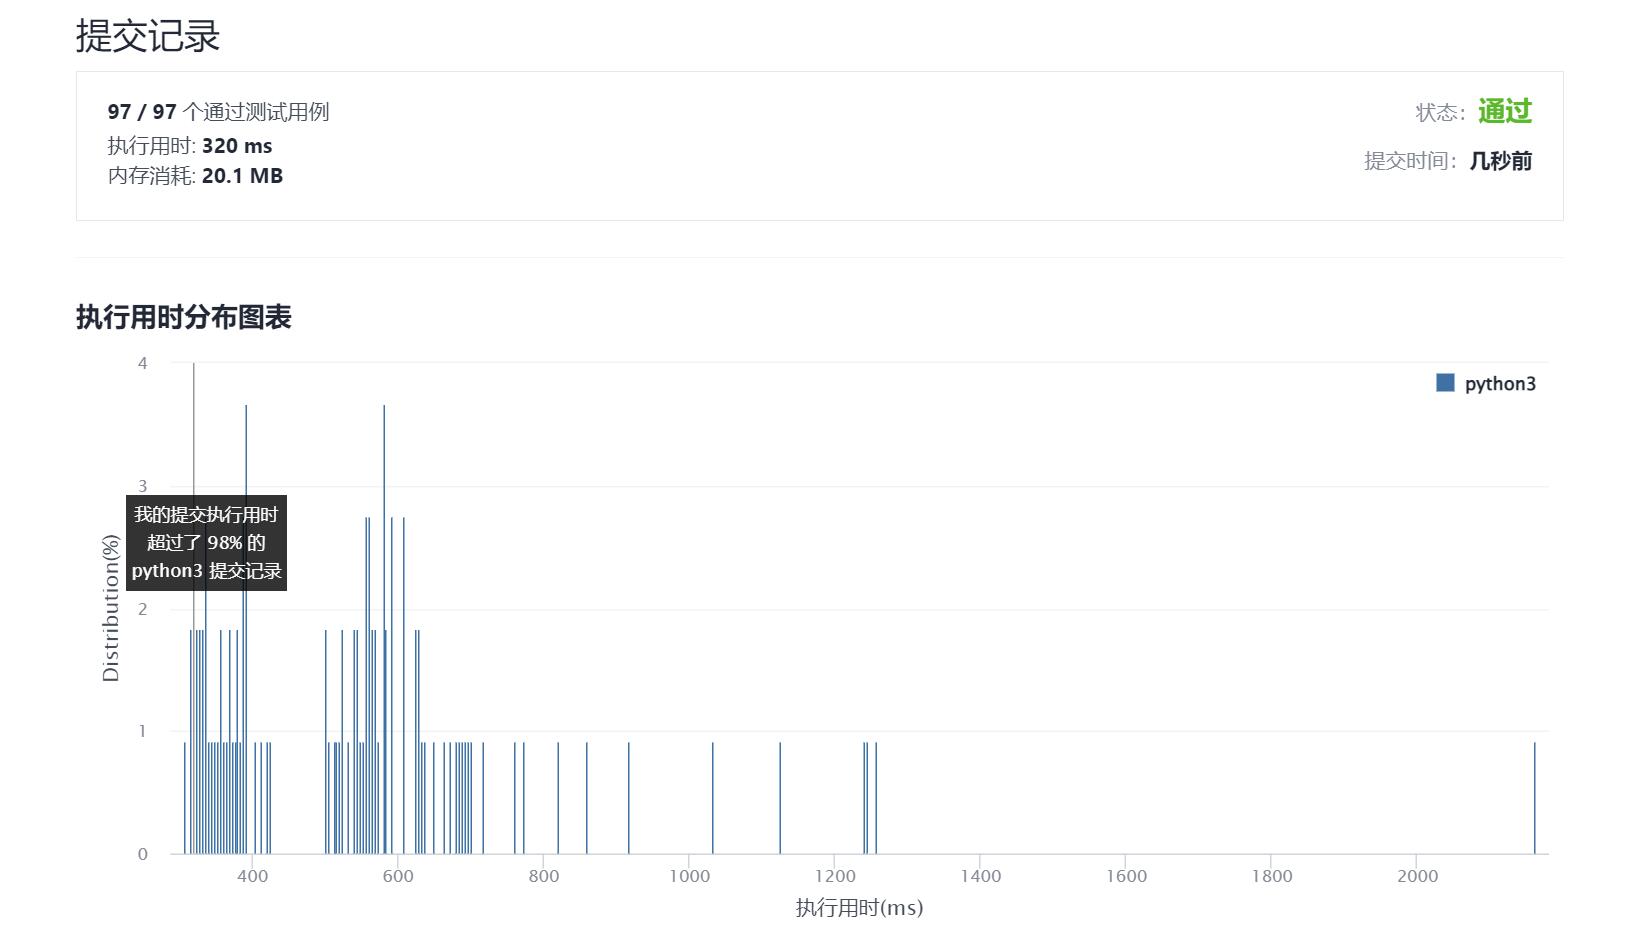 提交记录
97 / 97 个通过测试用例
状态：通过
执行用时: 320 ms
提交时间：几秒前
内存消耗: 20.1 MB
执行用时分布图表
4
3
2
1
0
Distribution(%)
python3
我的提交执行用时
超过了 98% 的
python3 提交记录
400 600 800 1000 1200 1400 1600 1800 2000
执行用时(ms)